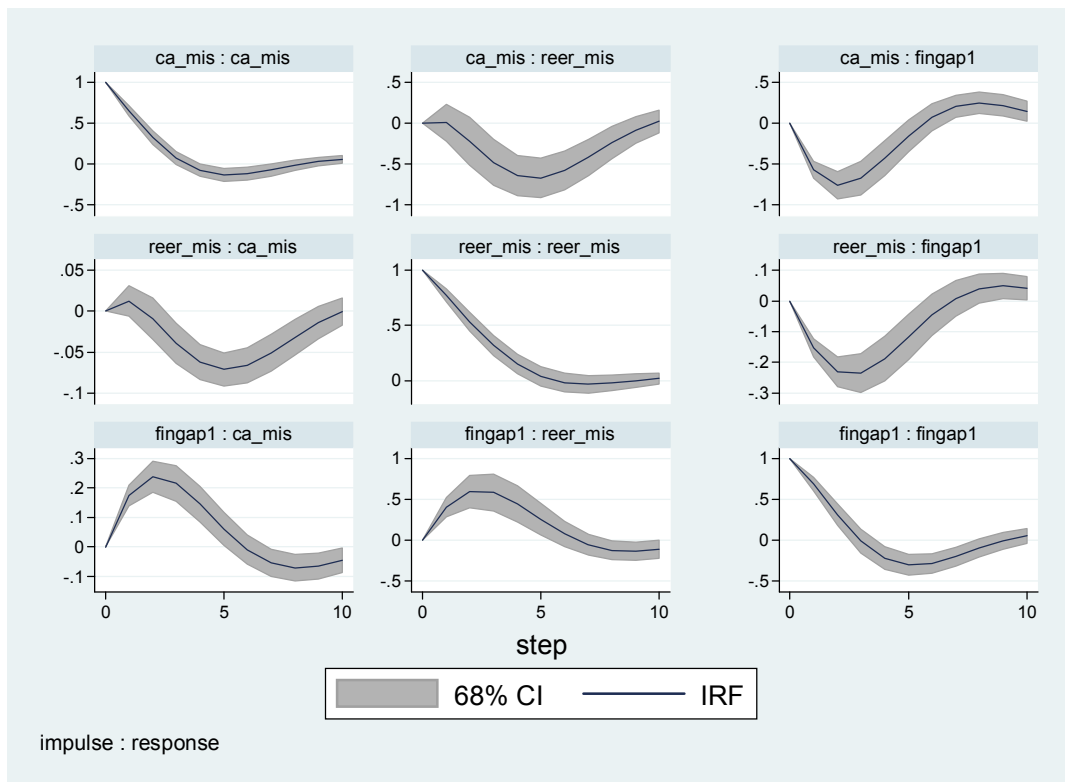 ca_mis : ca_mis
ca_mis : reer_mis
ca_mis : fingap1
1
.5
0
-.5
.5
0
-.5
-1
.5
0
-.5
-1
reer_mis : ca_mis
reer_mis : reer_mis
reer_mis : fingap1
.05
0
-.05
-.1
1
.5
0
.1
0
-.1
-.2
-.3
fingap1 : ca_mis
fingap1 : reer_mis
fingap1 : fingap1
.3
.2
.1
0
-.1
1
.5
0
-.5
1
.5
0
-.5
0 5 10
0 5 10
0 5 10
step
68% CI IRF
impulse : response